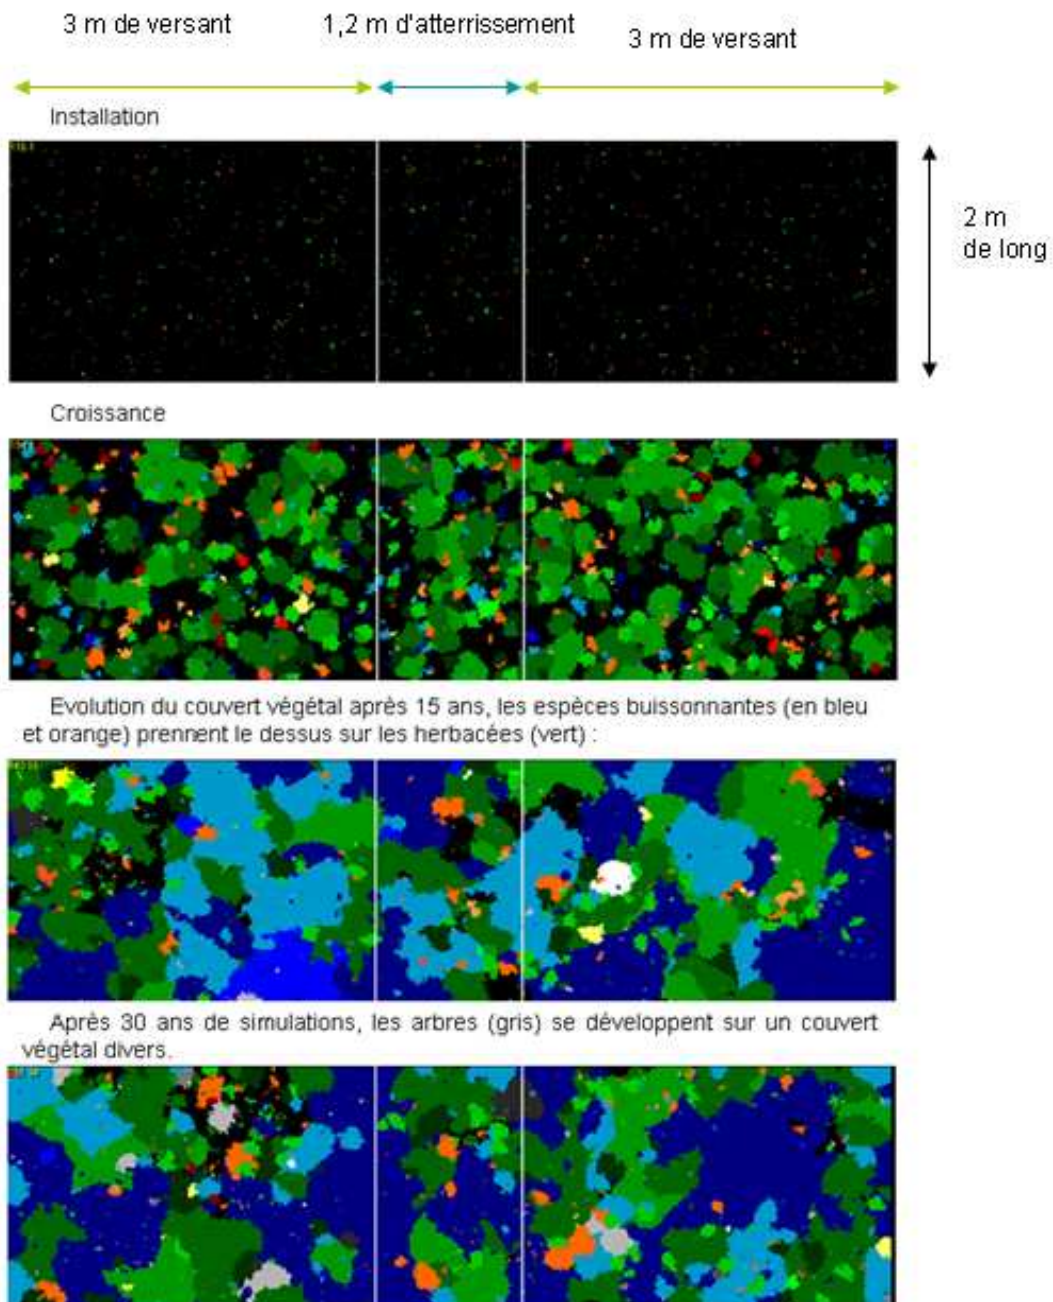 3 m de versant
1,2 m d'atterrissement
3 m de versant
Installation
2 m
de long
Croissance
Evolution du couvert végétal après 15 ans, les espèces buissonnantes (en bleu
et orange) prennent le dessus sur les herbacées (vert) :
Après 30 ans de simulations, les arbres (gris) se développent sur un couvert
végétal divers.